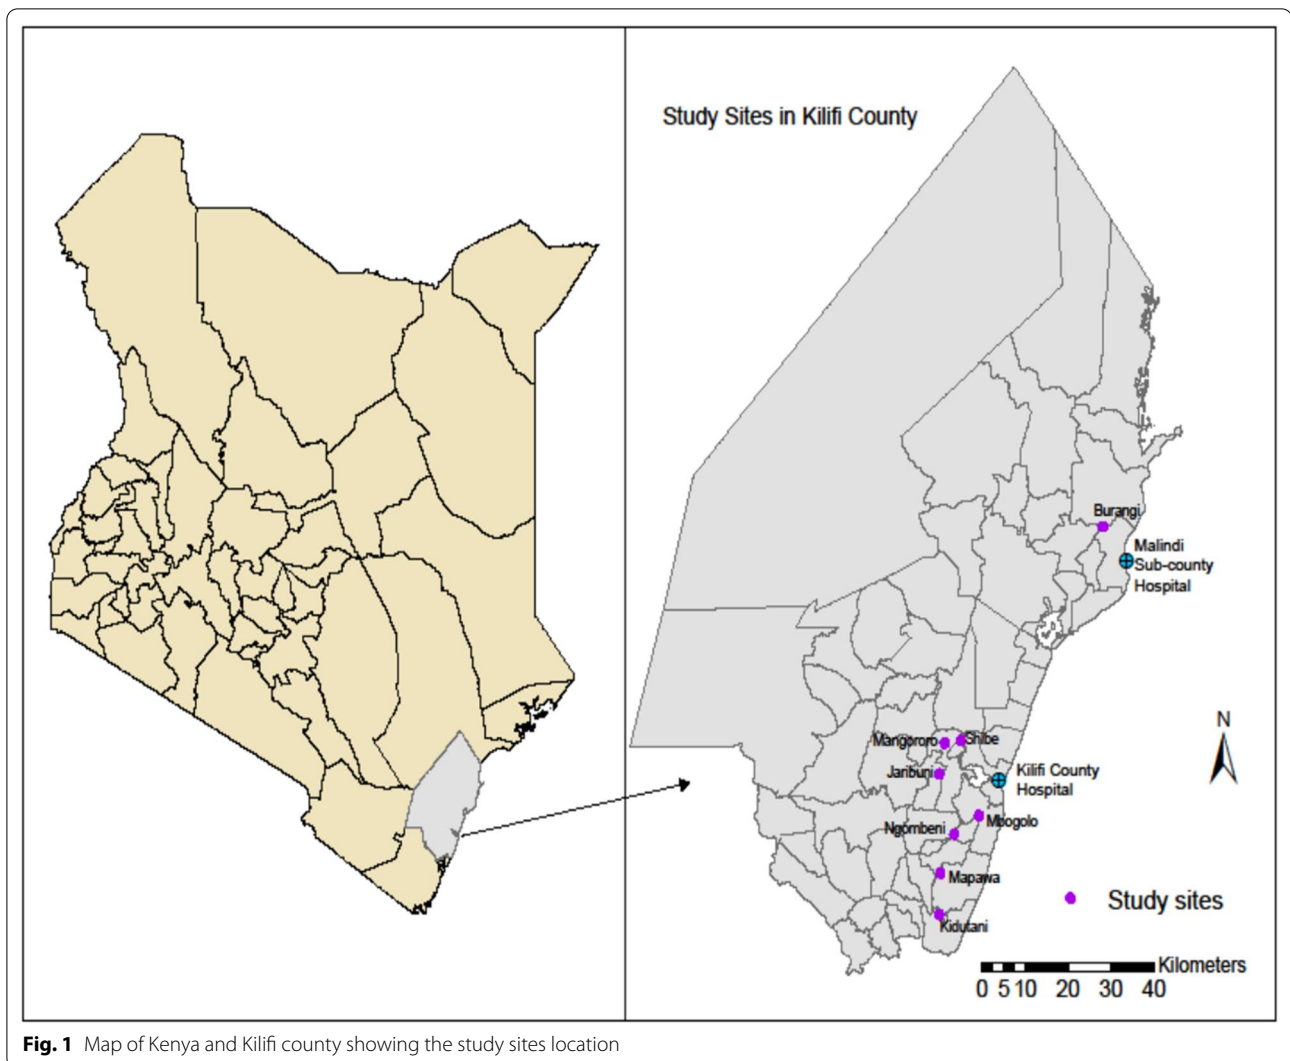 Study Sites in Kilifi County
Burangi
Malindi
Sub-county
Hospital
Mangororo
Shibe
Jaribuni
Kilifi County
Hospital
Mbogolo
Ngombeni
Mapawa
Kidutani
N
Study sites
Kilometers
0 5 10 20 30 40
Fig. 1 Map of Kenya and Kilifi county showing the study sites location